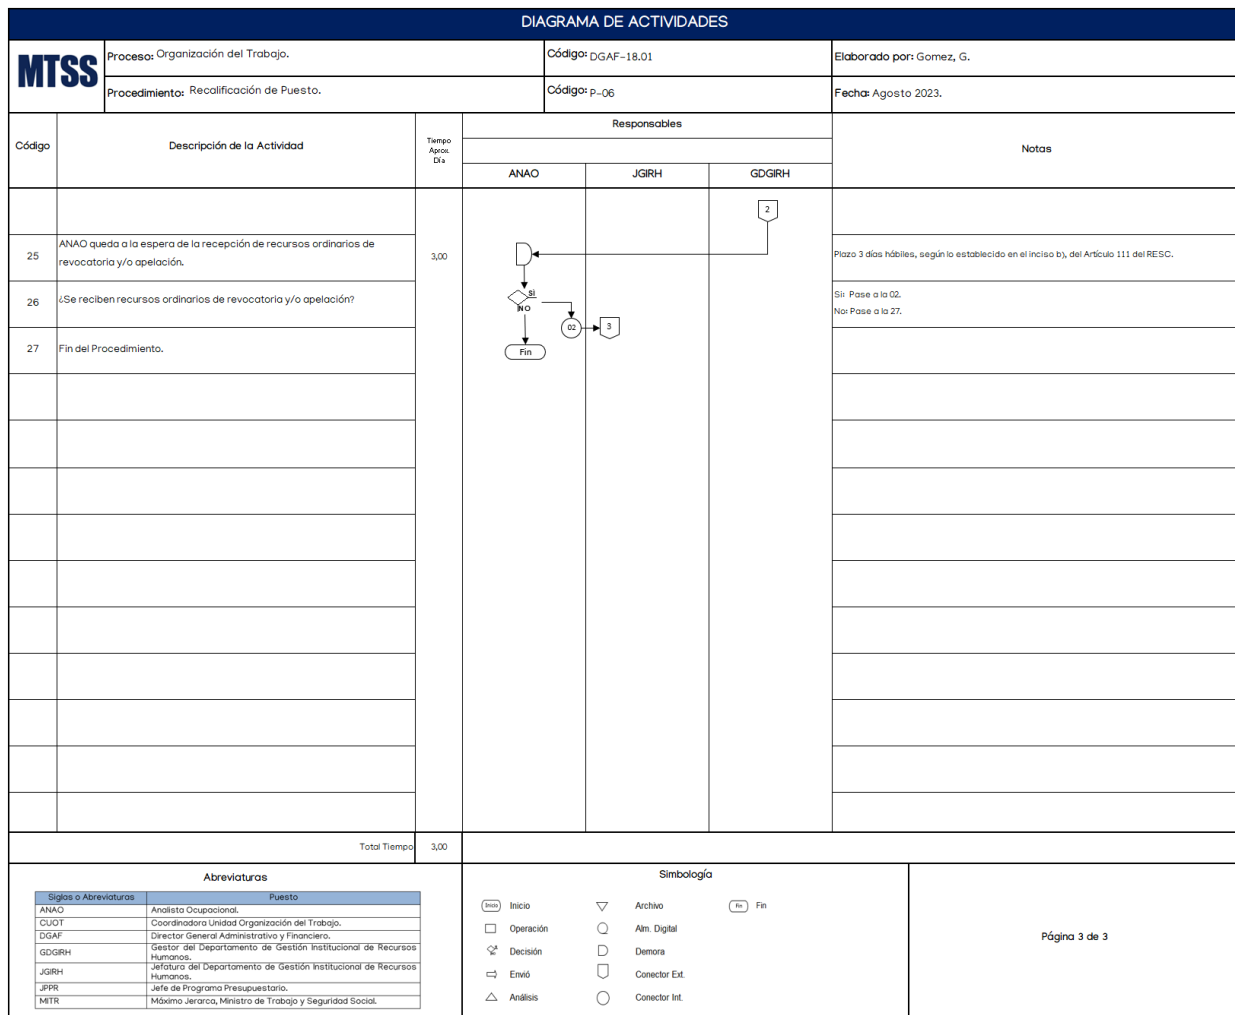 DIAGRAMA DE ACTIVIDADES
MTSS
Proceso: Organización del Trabajo.
Código: DGAF-18.01
Elaborado por: Gomez, G.
Procedimiento: Recalificación de Puesto.
Código: P-06
Fecha: Agosto 2023.
Código
Descripción de la Actividad
Tiempo
Aprox.
Día
Responsables
ANAO
JGIRH
GDGIRH
Notas
2
25
ANAO queda a la espera de la recepción de recursos ordinarios de
revocatoria y/o apelación.
3,00
Plazo 3 días hábiles, según lo establecido en el inciso b), del Artículo 111 del RESC.
26
¿Se reciben recursos ordinarios de revocatoria y/o apelación?
SI
NO
Si: Pase a la 02.
No: Pase a la 27.
02
3
27
Fin del Procedimiento.
Fin
Total Tiempo
3,00
Abreviaturas
Siglas o Abreviaturas
Puesto
ANAO
Analista Ocupacional.
CUOT
Coordinadora Unidad Organización del Trabajo.
DGAF
Director General Administrativo y Financiero.
GDGIRH
Gestor del Departamento de Gestión Institucional de Recursos
Humanos.
JGIRH
Jefatura del Departamento de Gestión Institucional de Recursos
Humanos.
JPPR
Jefe de Programa Presupuestario.
MITR
Máximo Jerarca, Ministro de Trabajo y Seguridad Social.
Simbología
Inicio
Inicio
Archivo
Fin
Fin
Operación
Alm. Digital
Decisión
Demora
Envió
Conector Ext.
Análisis
Conector Int.
Página 3 de 3